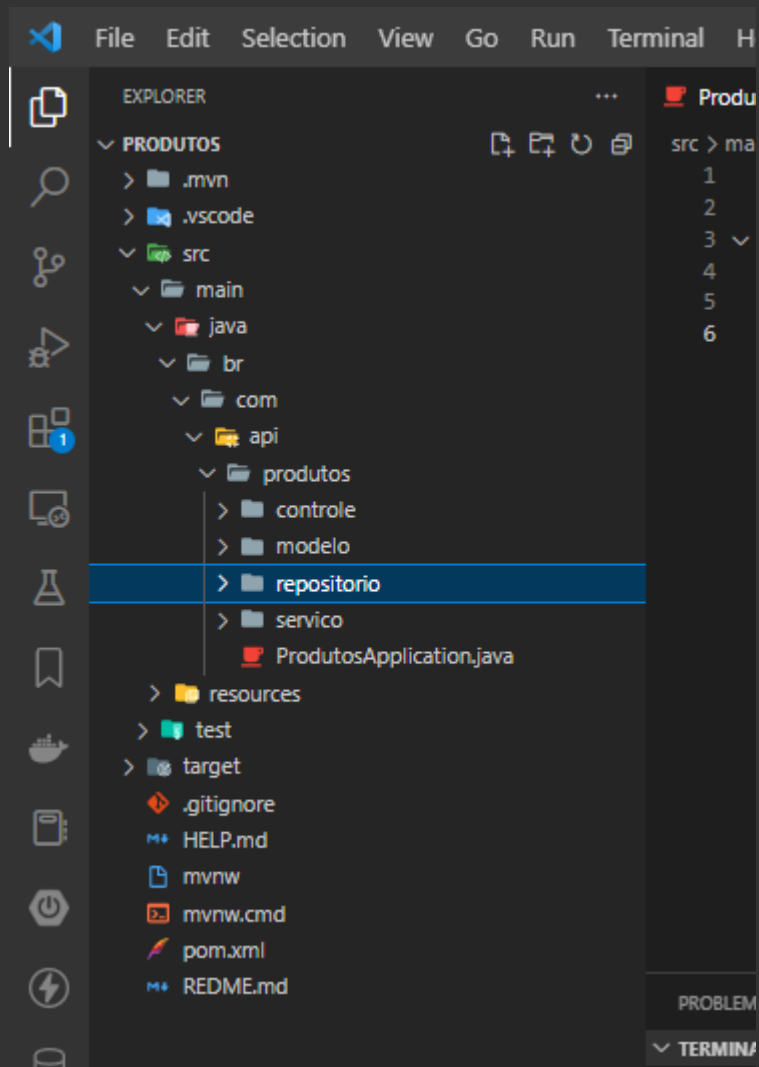 File Edit Selection View Go Run Terminal H
EXPLORER
PRODUTOS
.mvn
.vscode
src
main
java
br
com
api
produtos
controle
modelo
repositorio
servico
ProdutosApplication.java
resources
test
target
.gitignore
HELP.md
mvnw
mvnw.cmd
pom.xml
REDME.md
1
Produ
src > ma
1
2
3
4
5
6
PROBLEM
TERMINA